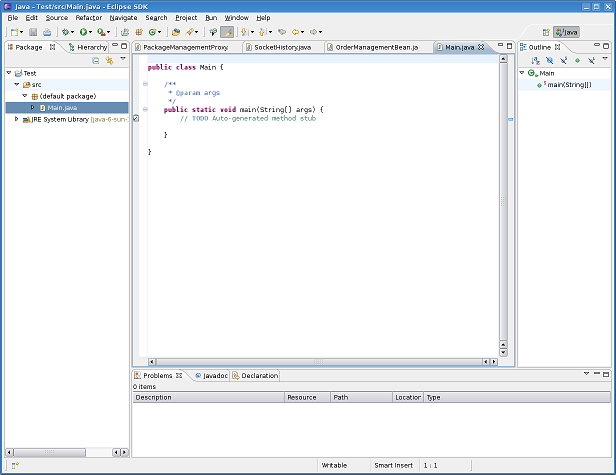 Java - Test/src/Main.java - Eclipse SDK
File Edit Source Refactor Navigate Search Project Run Window Help
Java
Package Hierarchy
PackageManagementProxy. SocketHistory.java OrderManagementBean.ja Main.java
Outline
Test
src
(default package)
Main.java
JRE System Library (java-6-sun-
public class Main {
/**
* @param args
*/
public static void main(String[] args) {
// TODO Auto-generated method stub
}
}
Main
main(String[])
Problems Javadoc Declaration
0 items
Description Resource Path Location Type
Writable Smart Insert 1 : 1